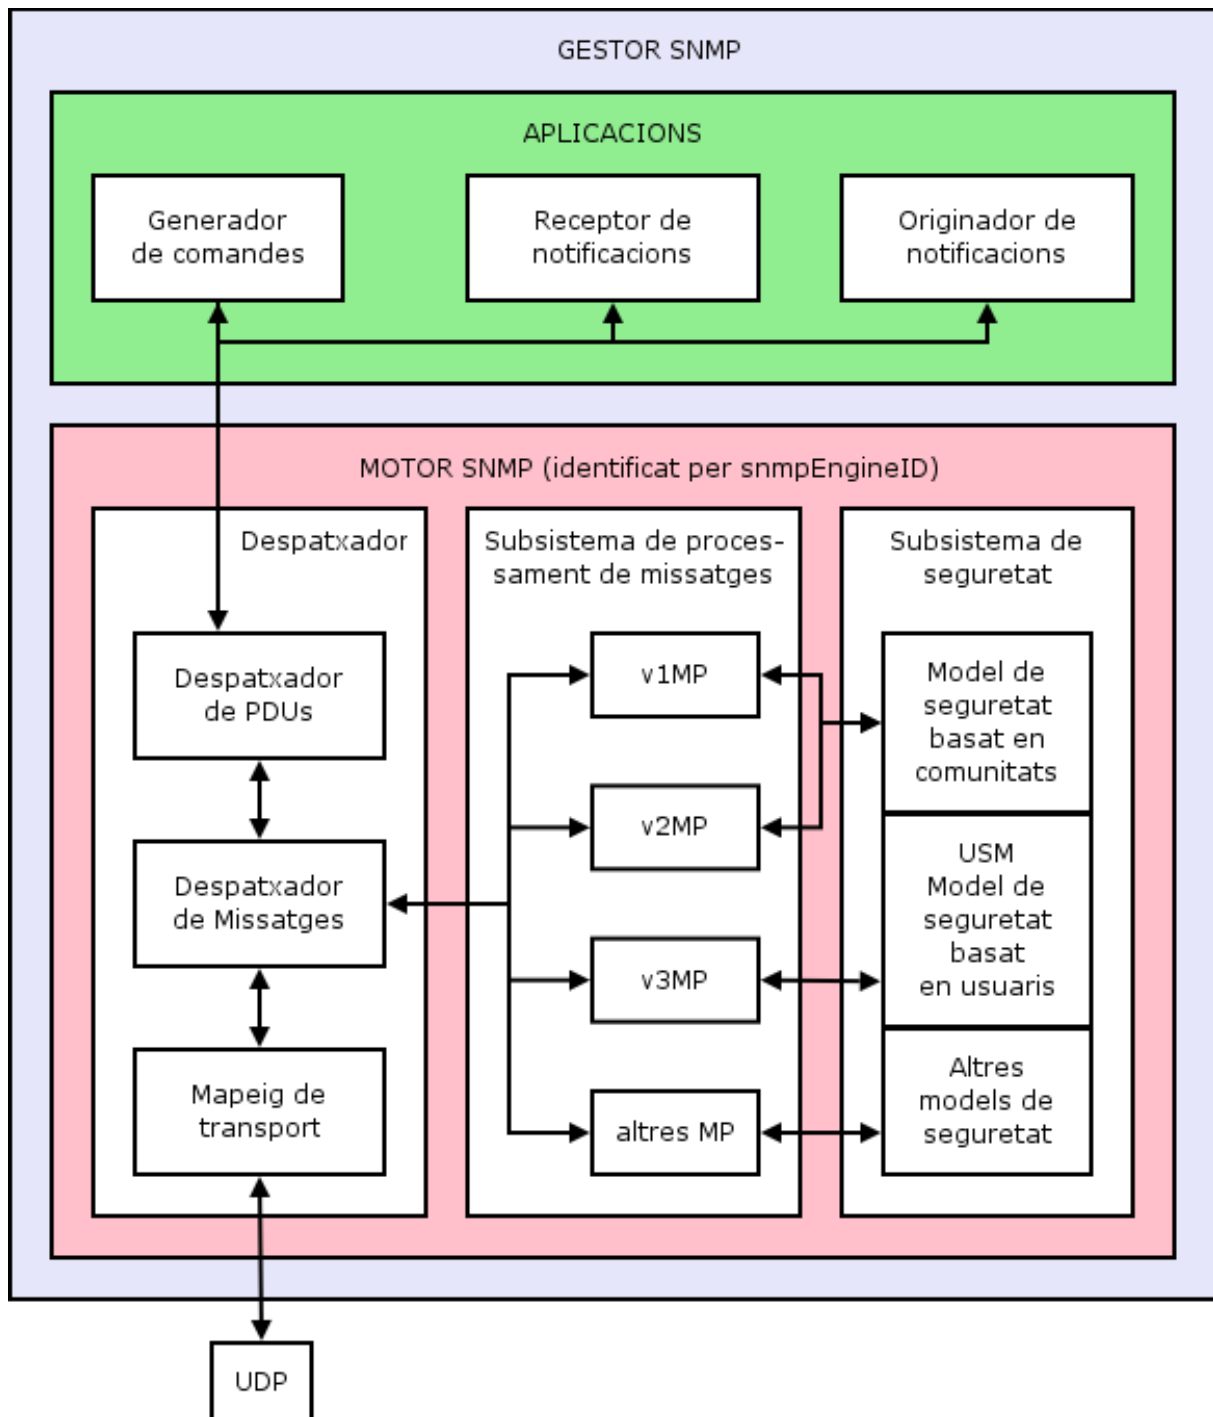 GESTOR SNMP
APLICACIONS
Generador
de comandes
Receptor de
notificacions
Originador de
notificacions
MOTOR SNMP (identificat per snmpEngineID)
Despatxador
Despatxador
de PDUs
Despatxador
de Missatges
Mapeig de
transport
Subsistema de proces-
sament de missatges
v1MP
v2MP
v3MP
altres MP
Subsistema de
seguretat
Model de
seguretat
basat en
comunitats
USM
Model de
seguretat
basat
en usuaris
Altres
models de
seguretat
UDP